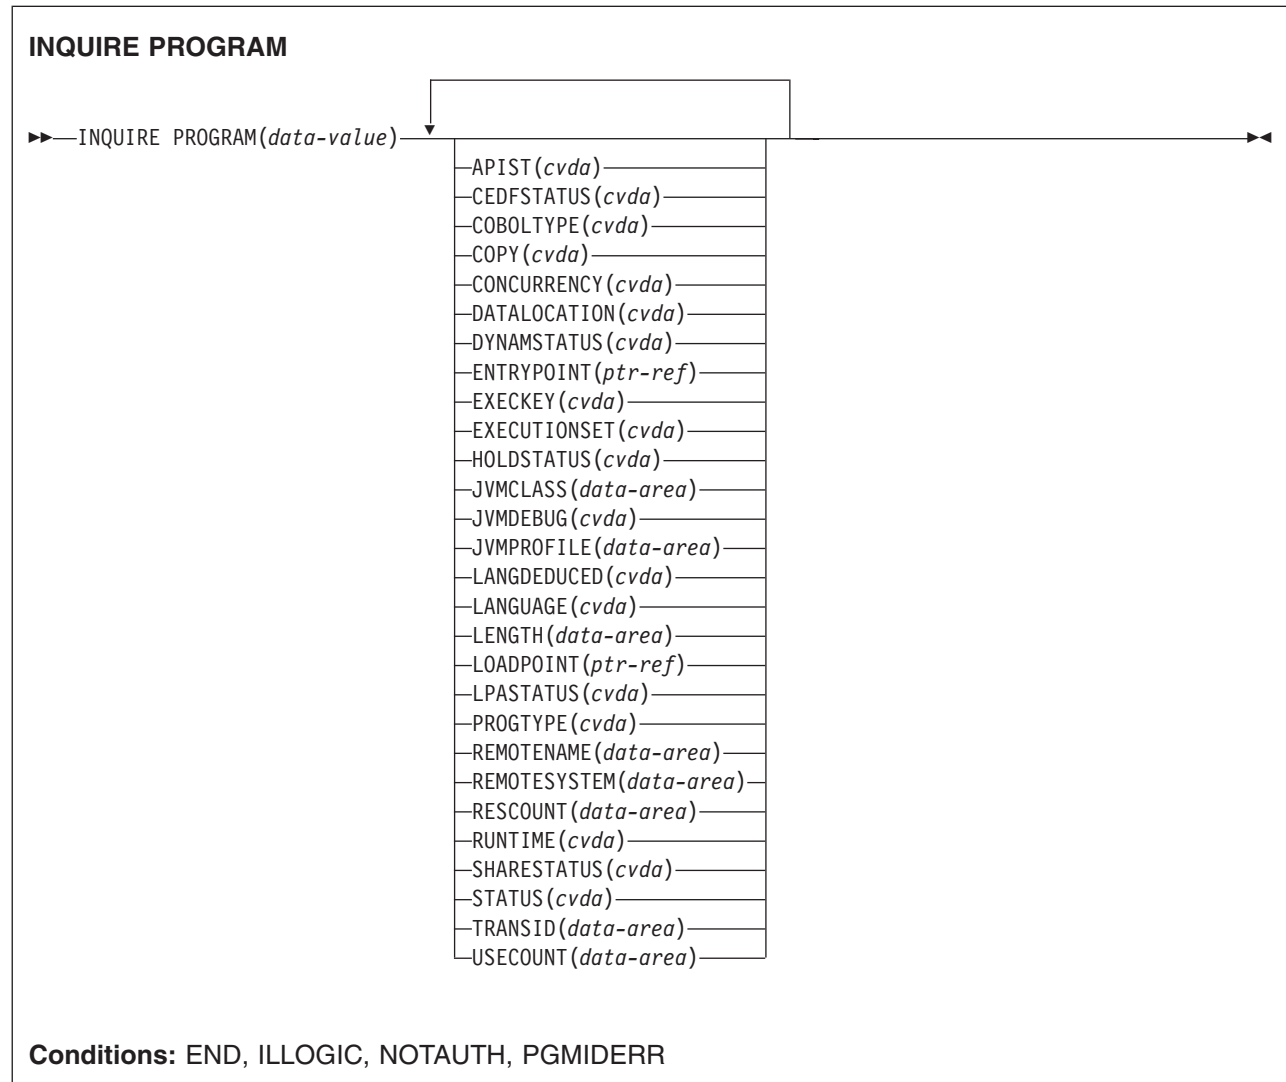 INQUIRE PROGRAM
INQUIRE PROGRAM(data-value)
APIST(cvda)
CEDFSTATUS(cvda)
COBOLTYPE(cvda)
COPY(cvda)
CONCURRENCY(cvda)
DATALOCATION(cvda)
DYNAMSTATUS(cvda)
ENTRYPOINT(ptr-ref)
EXECKEY(cvda)
EXECUTIONSET(cvda)
HOLDSTATUS(cvda)
JVMCLASS(data-area)
JVMDEBUG(cvda)
JVMPROFILE(data-area)
LANGDEDUCED(cvda)
LANGUAGE(cvda)
LENGTH(data-area)
LOADPOINT(ptr-ref)
LPASTATUS(cvda)
PROGTYPE(cvda)
REMOTENAME(data-area)
REMOTESYSTEM(data-area)
RESCOUNT(data-area)
RUNTIME(cvda)
SHARESTATUS(cvda)
STATUS(cvda)
TRANSID(data-area)
USECOUNT(data-area)
Conditions: END, ILLOGIC, NOTAUTH, PGMIDERR